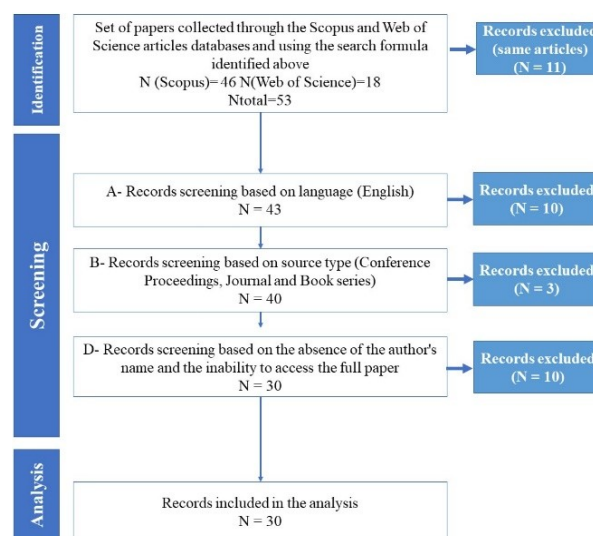 Identification
Set of papers collected through the Scopus and Web of
Science articles databases and using the search formula
identified above
N (Scopus)= 46 N(Web of Science)=18
Ntotal=53
Records excluded
(same articles)
(N = 11)
Screening
A- Records screening based on language (English)
N = 43
Records excluded
(N = 10)
B- Records screening based on source type (Conference
Proceedings, Journal and Book series)
N = 40
Records excluded
(N = 3)
D- Records screening based on the absence of the author's
name and the inability to access the full paper
N = 30
Records excluded
(N = 10)
Analysis
Records included in the analysis
N = 30